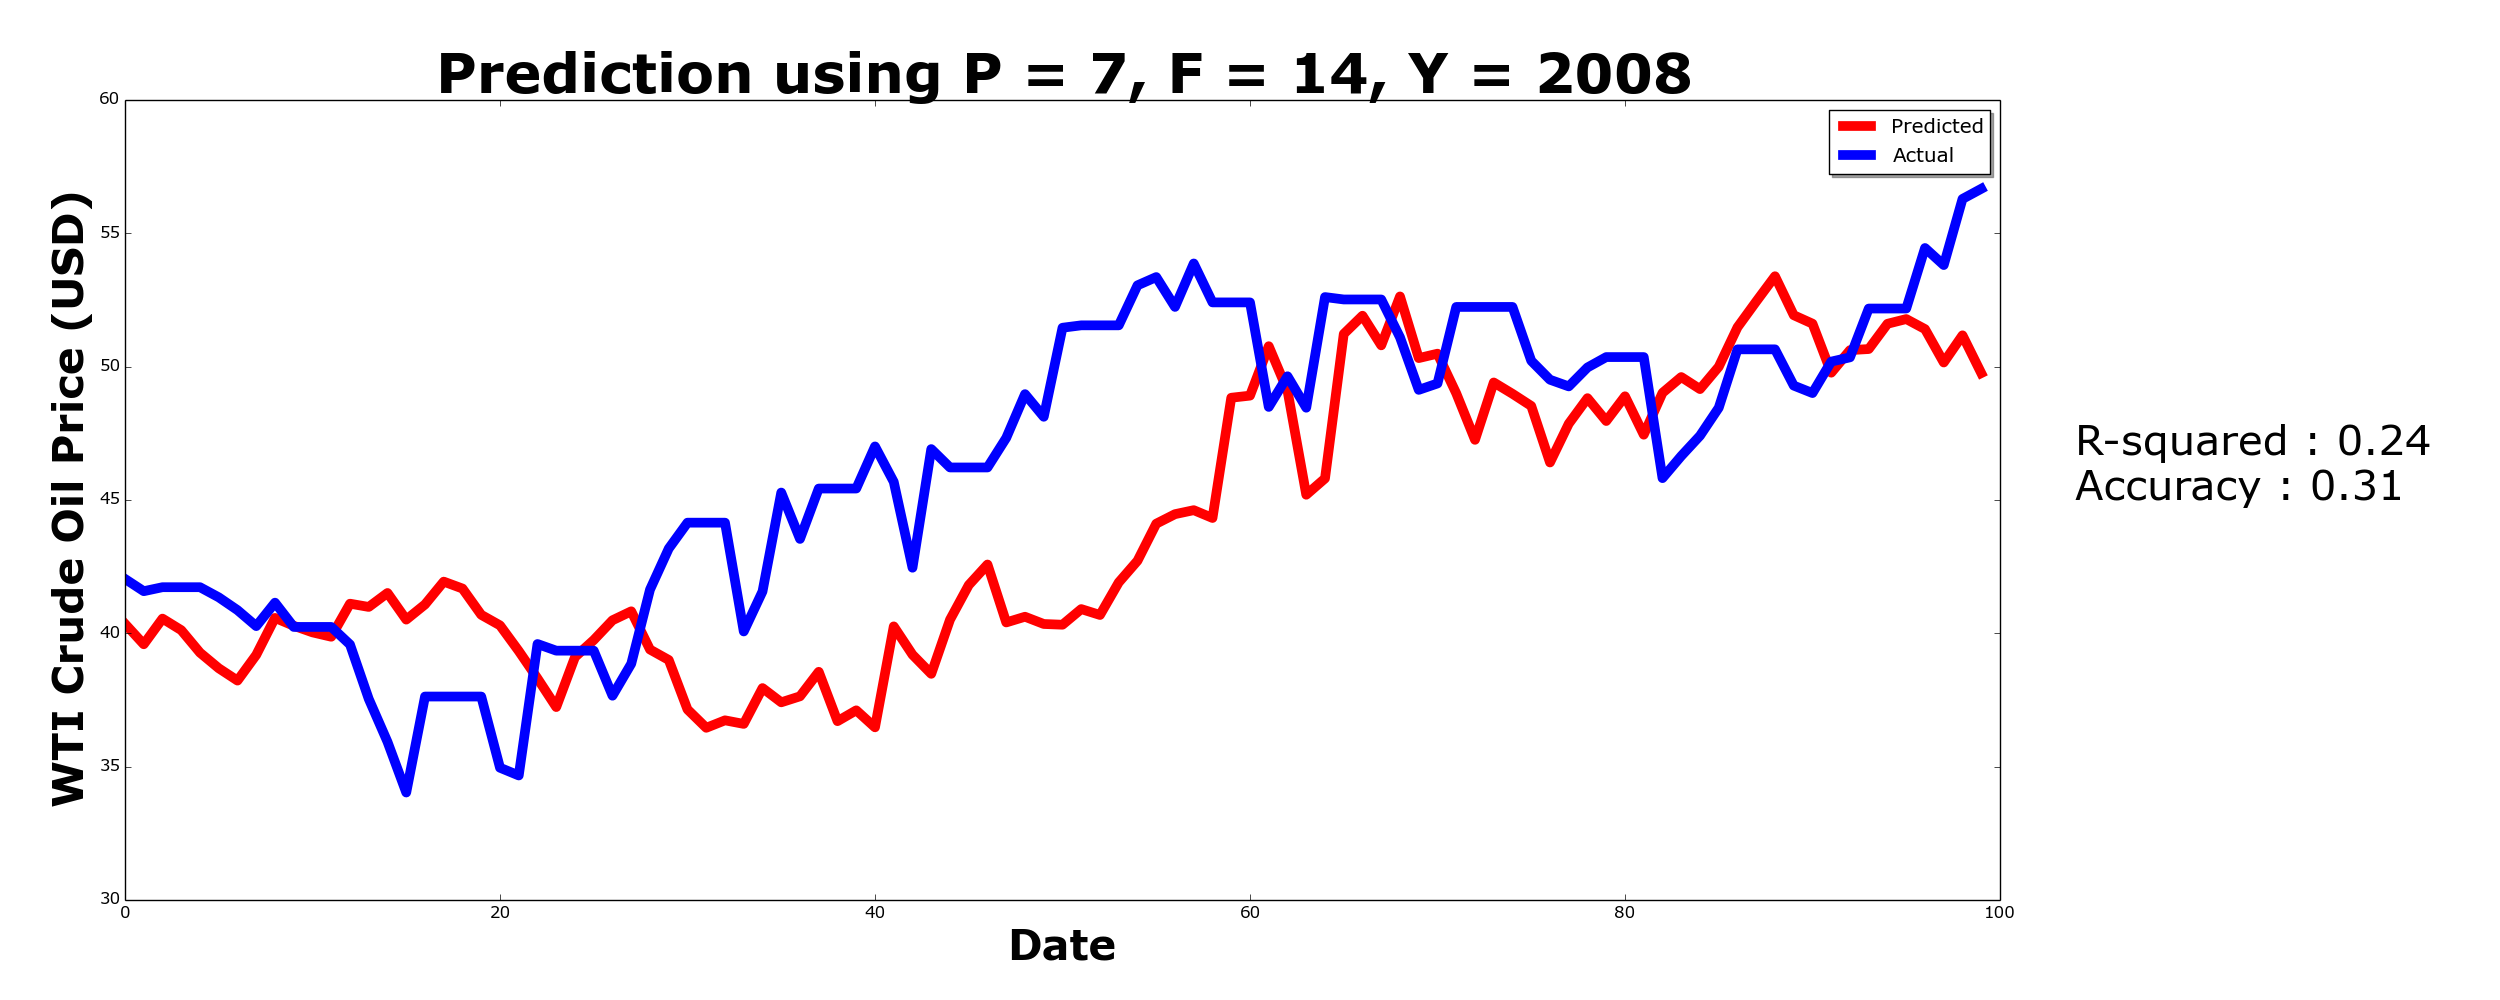 Prediction using P = 7, F = 14, Y = 2008
60
55
50
45
40
35
30
WTI Crude Oil Price (USD)
Predicted
Actual
R-squared : 0.24
Accuracy : 0.31
0 20 40 60 80 100
Date